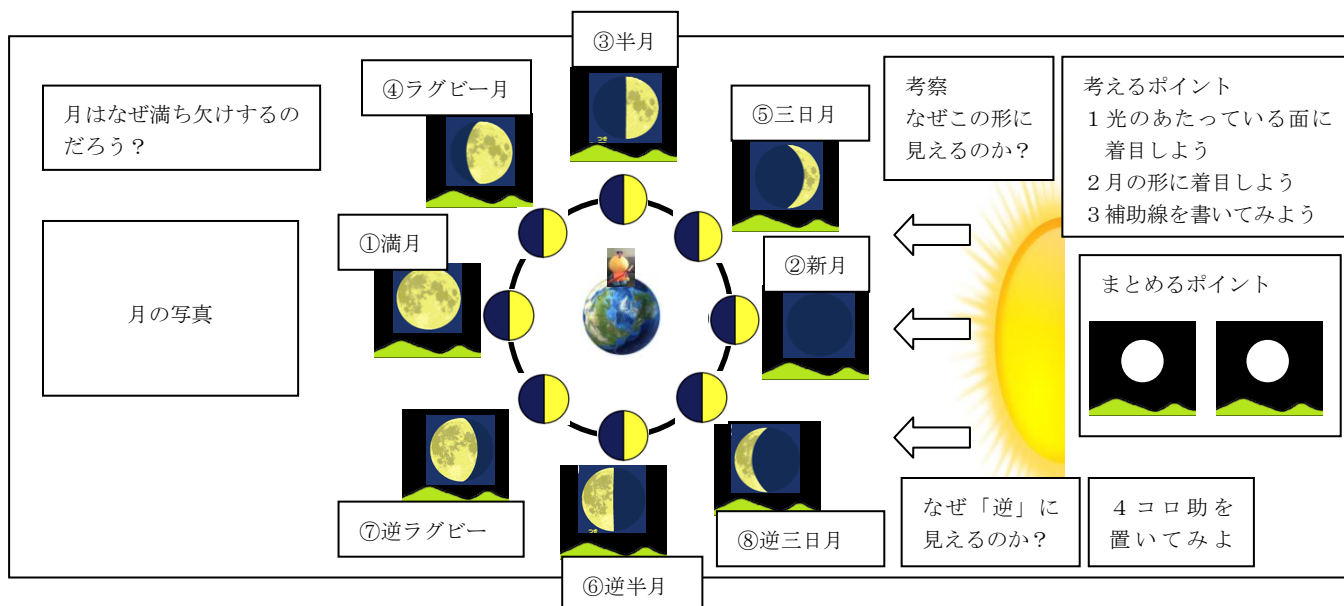 ③半月
④ラグビー月
月はなぜ満ち欠けするの
だろう？
⑤三日月
考察
なぜこの形に
見えるのか？
考えるポイント
１光のあたっている面に
着目しよう
２月の形に着目しよう
３補助線を書いてみよう
①満月
②新月
月の写真
まとめるポイント
⑦逆ラグビー
⑧逆三日月
⑥逆半月
なぜ「逆」に
見えるのか？
４コロ助を
置いてみよ